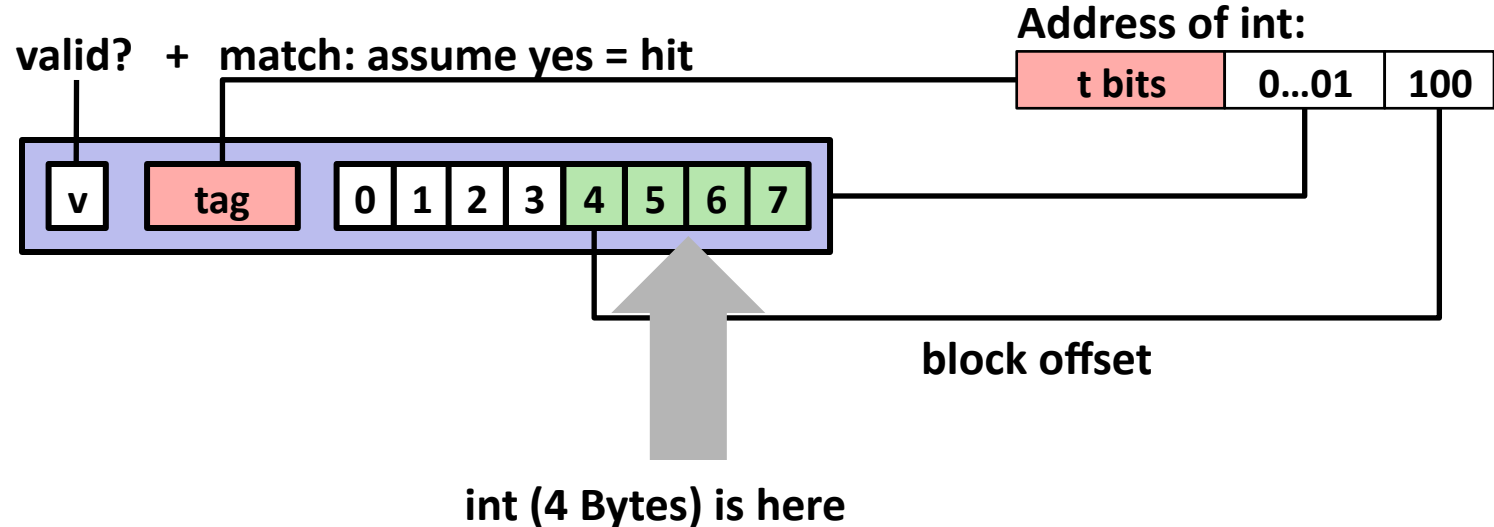 Address of int:
valid? + match: assume yes = hit
t bits 0...01 100
v tag 0 1 2 3 4 5 6 7
block offset
int (4 Bytes) is here